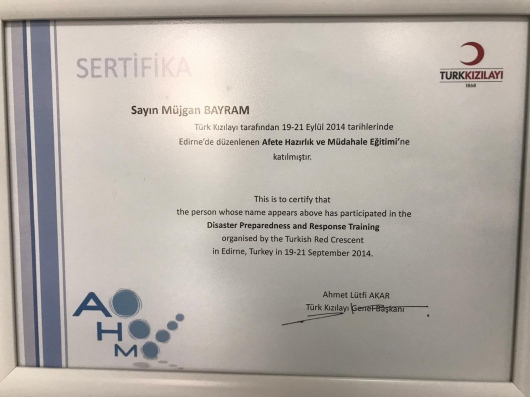 SERTİFİKA
TÜRKKIZILAYI
1868
Sayın Müjgan BAYRAM
Türk Kızılayı tarafından 19-21 Eylül 2014 tarihlerinde
Edirne'de düzenlenen Afete Hazırlık ve Müdahale Eğitimi'ne
katılmıştır.
This is to certify that
the person whose name appears above has participated in the
Disaster Preparedness and Response Training
organised by the Turkish Red Crescent
in Edirne, Turkey in 19-21 September 2014.
Ahmet Lütfi AKAR
Türk Kızılayı Genel Başkanı
A
H
M